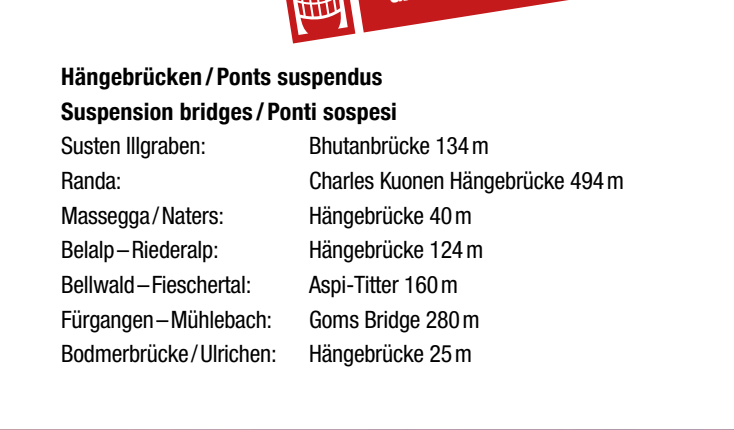 Hängebrücken / Ponts suspendus
Suspension bridges / Ponti sospesi
Susten Illgraben: Bhutanbrücke 134 m
Randa: Charles Kuonen Hängebrücke 494 m
Massegga / Naters: Hängebrücke 40 m
Belalp – Riederalp: Hängebrücke 124 m
Bellwald – Fieschertal: Aspi-Titter 160 m
Fürgangen – Mühlebach: Goms Bridge 280 m
Bodmerbrücke / Ulrichen: Hängebrücke 25 m